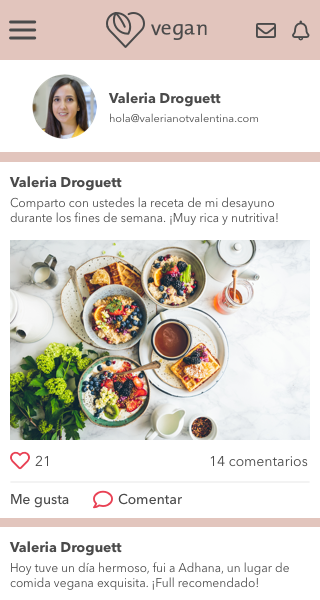 vegan
Valeria Droguett
hola@valerianotvalentina.com
Valeria Droguett
Comparto con ustedes la receta de mi desayuno
durante los fines de semana. ¡Muy rica y nutritiva!
21
14 comentarios
Me gusta
Comentar
Valeria Droguett
Hoy tuve un día hermoso, fui a Adhana, un lugar de
comida vegana exquisita. ¡Full recomendado!